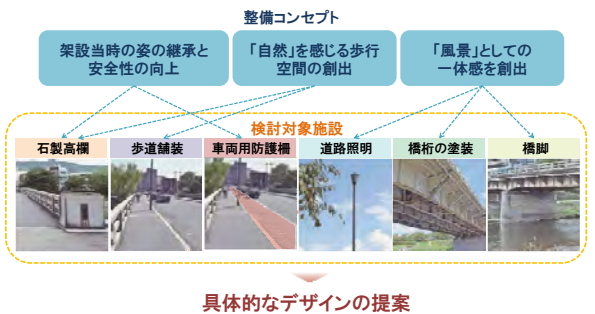 整備コンセプト
架設当時の姿の継承と
安全性の向上
「自然」を感じる歩行
空間の創出
「風景」としての
一体感を創出
検討対象施設
石製高欄
歩道舗装
車両用防護柵
道路照明
橋桁の塗装
橋脚
具体的なデザインの提案